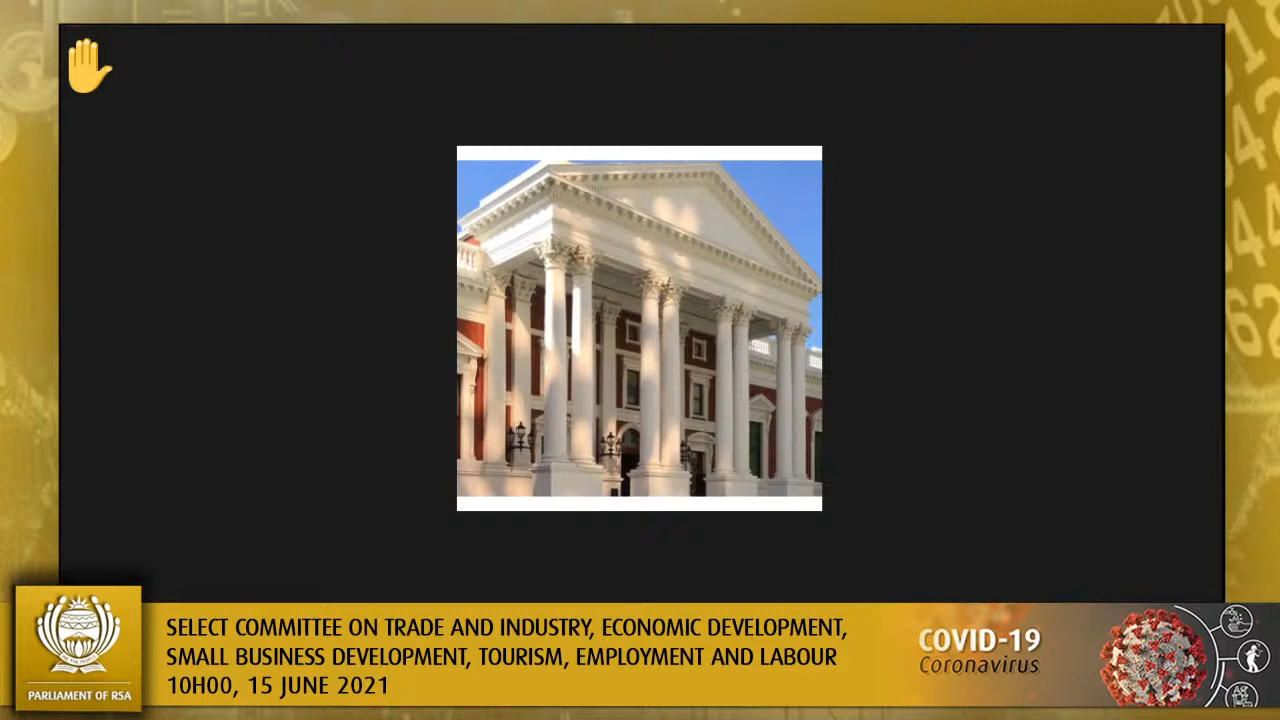 SELECT COMMITTEE ON TRADE AND INDUSTRY, ECONOMIC DEVELOPMENT,
SMALL BUSINESS DEVELOPMENT, TOURISM, EMPLOYMENT AND LABOUR
10H00, 15 JUNE 2021
PARLIAMENT OF RSA
COVID-19
Coronavirus